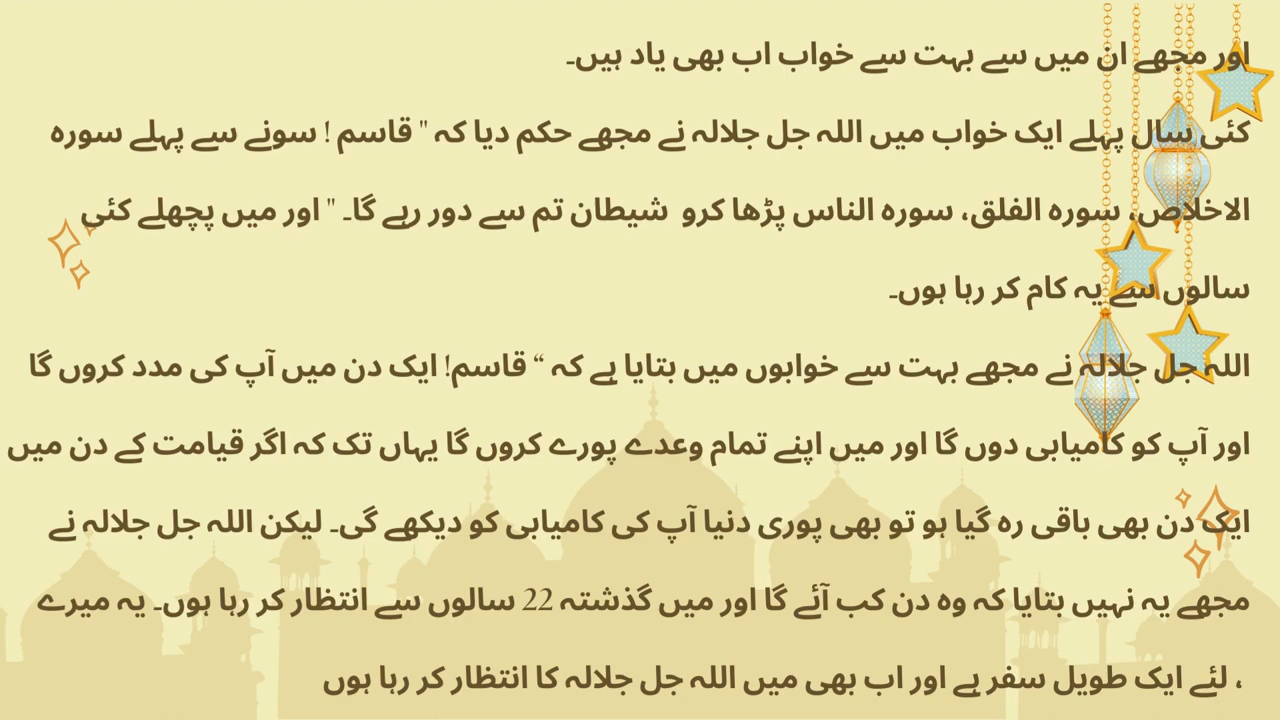 اور مجھے ان میں سے بہت سے خواب اب بھی یاد ہیں۔
کئی سال پہلے ایک خواب میں اللہ جل جلالہ نے مجھے حکم دیا کہ " قاسم ! سونے سے پہلے سورہ
الاخلاص، سورہ الفلق، سورہ الناس پڑھا کرو شیطان تم سے دور رہے گا۔ " اور میں پچھلے کئی
سالوں سے یہ کام کر رہا ہوں۔
اللہ جل جلالہ نے مجھے بہت سے خوابوں میں بتایا ہے کہ “ قاسم! ایک دن میں آپ کی مدد کروں گا
اور آپ کو کامیابی دوں گا اور میں اپنے تمام وعدے پورے کروں گا یہاں تک کہ اگر قیامت کے دن میں
ایک دن بھی باقی رہ گیا ہو تو بھی پوری دنیا آپ کی کامیابی کو دیکھے گی۔ لیکن اللہ جل جلالہ نے
مجھے یہ نہیں بتایا کہ وہ دن کب آئے گا اور میں گذشتہ 22 سالوں سے انتظار کر رہا ہوں۔ یہ میرے
، لئے ایک طویل سفر ہے اور اب بھی میں اللہ جل جلالہ کا انتظار کر رہا ہوں